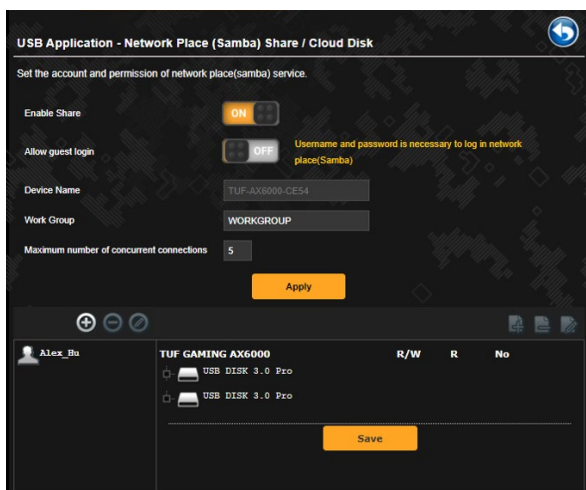 USB Application - Network Place (Samba) Share / Cloud Disk
Set the account and permission of network place(samba) service.
Enable Share
ON
Allow guest login
OFF
Username and password is necessary to log in network
place(Samba)
Device Name
TUF-AX6000-CE54
Work Group
WORKGROUP
Maximum number of concurrent connections
5
Apply
Alex_Hu
TUF GAMING AX6000 R/W R No
USB DISK 3.0 Pro
USB DISK 3.0 Pro
Save